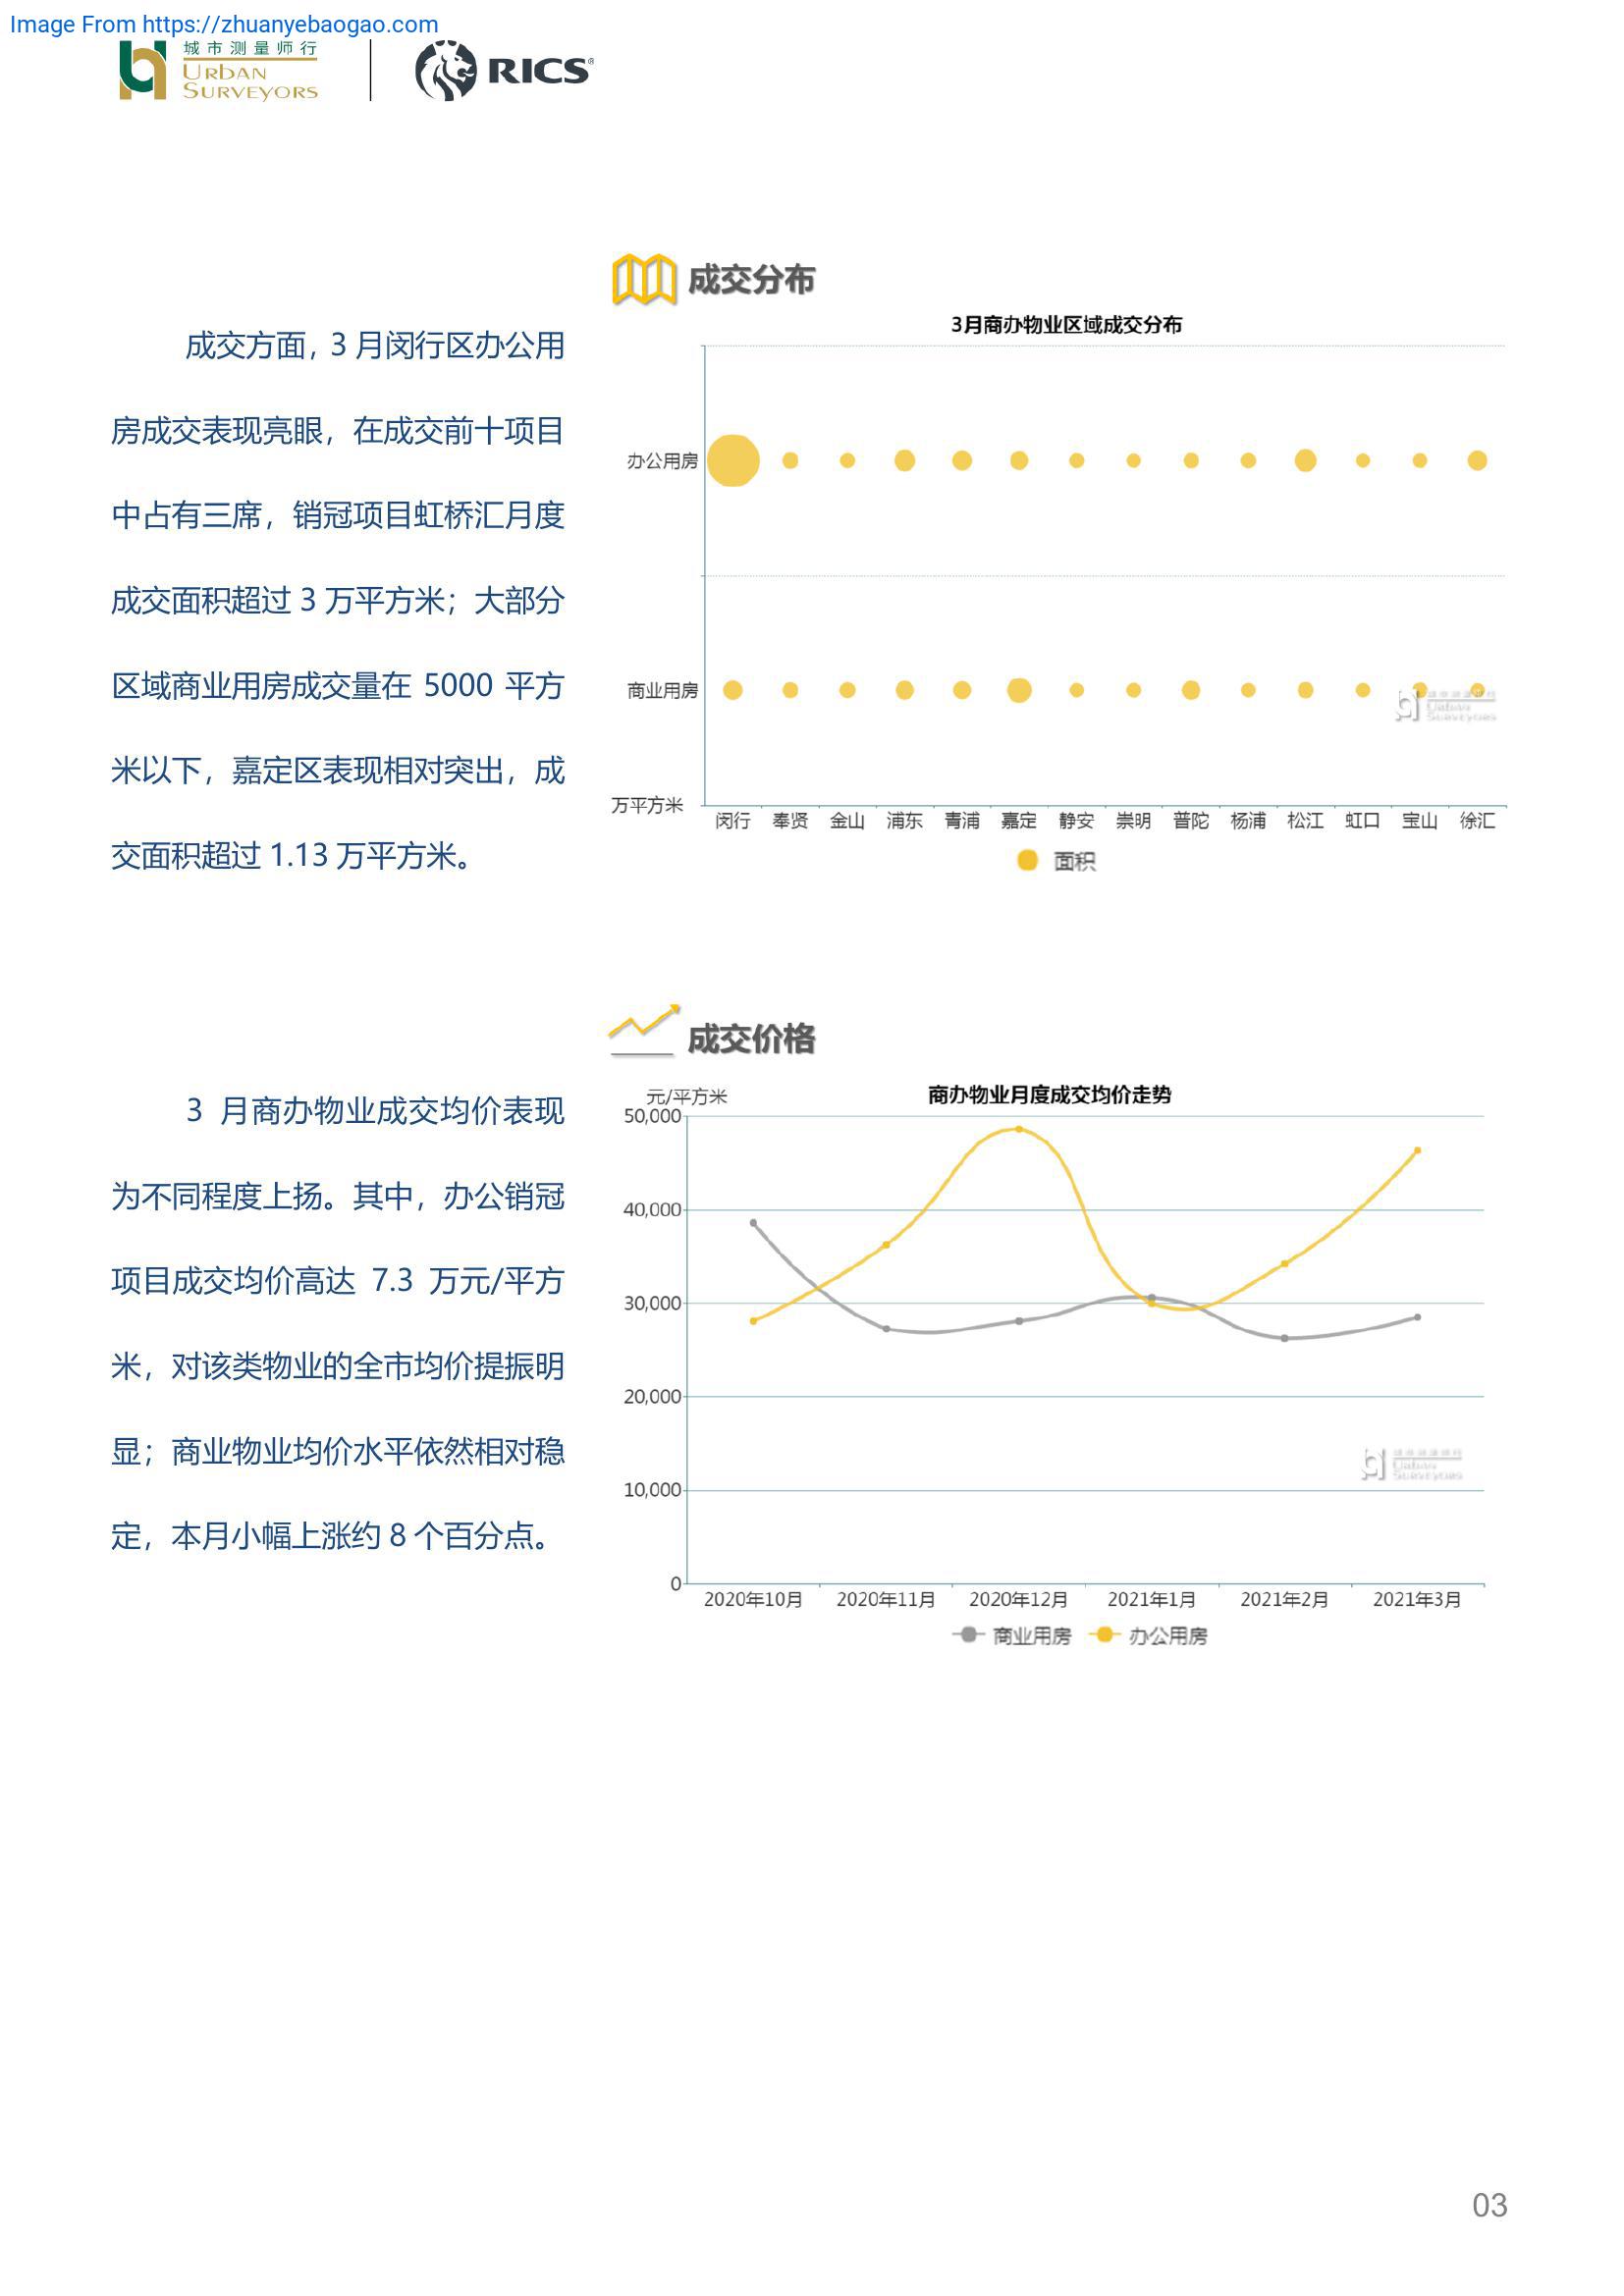 Image From https://zhuanyebaogao.com
城市测量师行
URBAN
SURVEYORS
RICS®
成交分布
成交方面，3 月闵行区办公用
房成交表现亮眼，在成交前十项目
中占有三席，销冠项目虹桥汇月度
成交面积超过 3 万平方米；大部分
区域商业用房成交量在 5000 平方
米以下，嘉定区表现相对突出，成
交面积超过 1.13 万平方米。
3月商办物业区域成交分布
办公用房
商业用房
城市测量师行
Urban
Surveyors
万平方米
闵行 奉贤 金山 浦东 青浦 嘉定 静安 崇明 普陀 杨浦 松江 虹口 宝山 徐汇
面积
成交价格
3 月商办物业成交均价表现
为不同程度上扬。其中，办公销冠
项目成交均价高达 7.3 万元/平方
米，对该类物业的全市均价提振明
显；商业物业均价水平依然相对稳
定，本月小幅上涨约 8 个百分点。
元/平方米
商办物业月度成交均价走势
50,000
40,000
30,000
20,000
10,000
0
城市测量师行
Urban
Surveyors
2020年10月 2020年11月 2020年12月 2021年1月 2021年2月 2021年3月
商业用房 办公用房
03